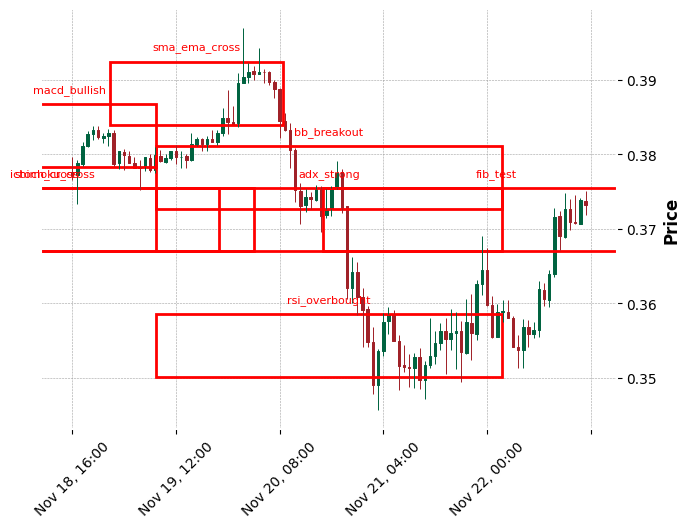 sma_ema_cross
macd_bullish
bb_breakout
stoch_cross
adx_strong
fib_test
rsi_overbought
0.39
0.38
0.37
0.36
0.35
Price
Nov 18, 16:00
Nov 19, 12:00
Nov 20, 08:00
Nov 21, 04:00
Nov 22, 00:00